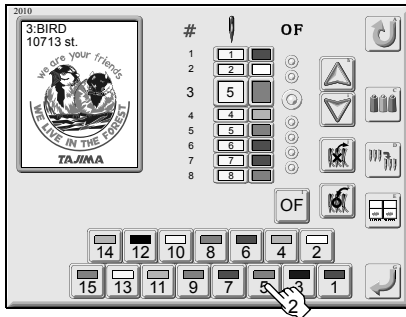 2010
3:BIRD
10713 st.
we are your friends
WE LIVE IN THE FOREST
TAJIMA
# OF
1 1
2 2
3 5
4 4
5 5
6 6
7 7
8 8
OF
14 12 10 8 6 4 2
15 13 11 9 7 5 3 1
2